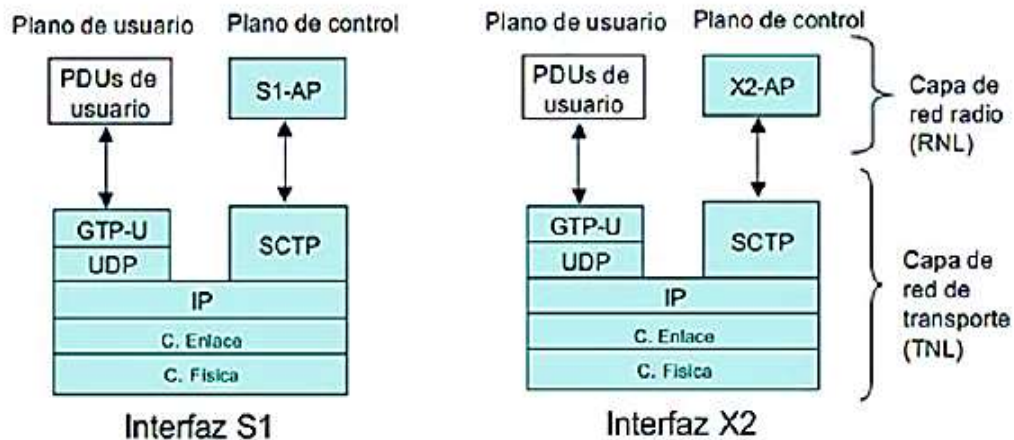 Plano de usuario
Plano de control
PDUs de
usuario
S1-AP
GTP-U
UDP
SCTP
IP
C. Enlace
C. Física
Interfaz S1
Plano de usuario
Plano de control
PDUs de
usuario
X2-AP
GTP-U
UDP
SCTP
IP
C. Enlace
C. Física
Interfaz X2
Capa de
red radio
(RNL)
Capa de
red de
transporte
(TNL)